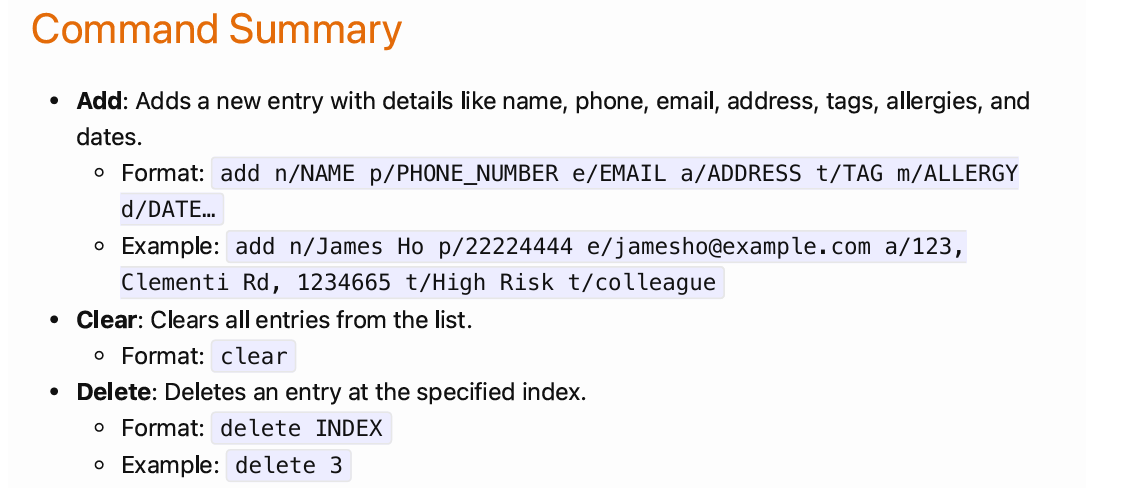 Command Summary
• Add: Adds a new entry with details like name, phone, email, address, tags, allergies, and
dates.
◦ Format: add n/NAME p/PHONE_NUMBER e/EMAIL a/ADDRESS t/TAG m/ALLERGY
d/DATE…
◦ Example: add n/James Ho p/22224444 e/jamesho@example.com a/123,
Clementi Rd, 1234665 t/High Risk t/colleague
• Clear: Clears all entries from the list.
◦ Format: clear
• Delete: Deletes an entry at the specified index.
◦ Format: delete INDEX
◦ Example: delete 3